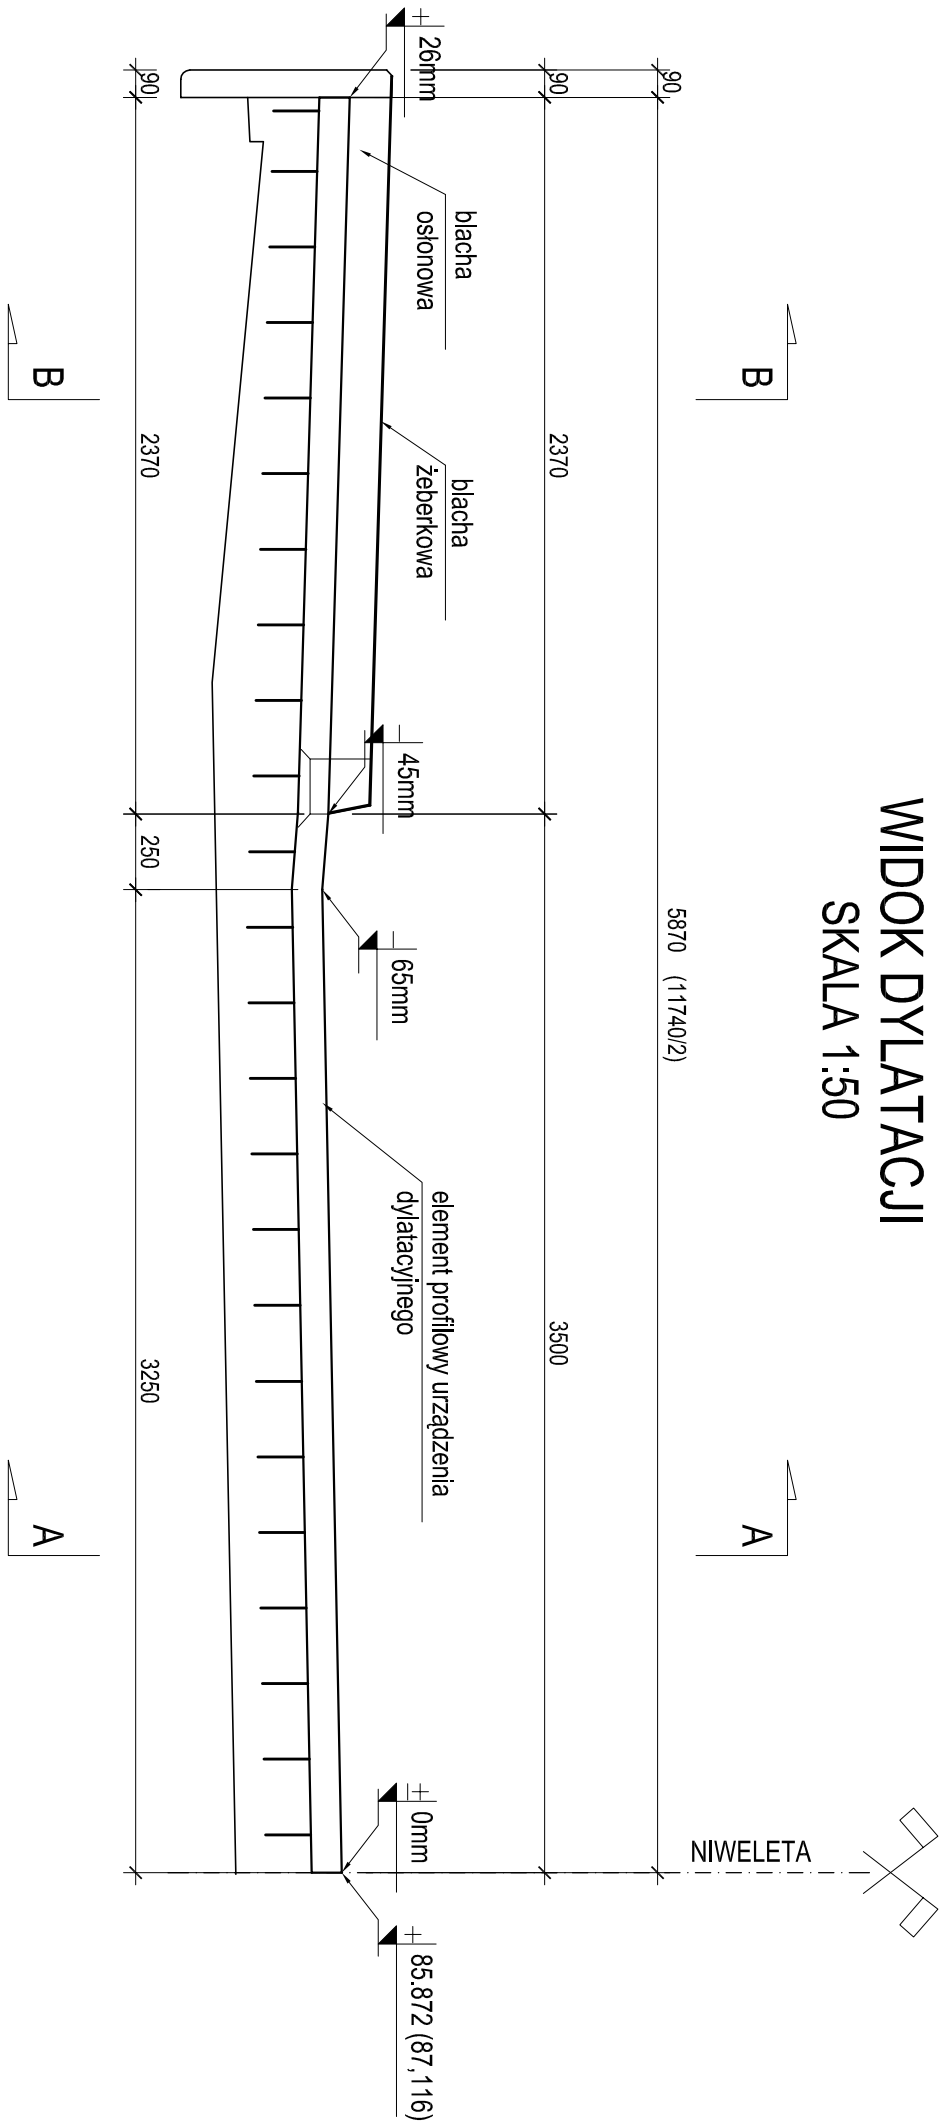 WIDOK DYLATACJI
SKALA 1:50
B
A
NIWELETA
90
5870 (11740/2)
90
2370
3500
+ 26mm
blacha
osłonowa
blacha
żeberkowa
- 45mm
- 65mm
element profilowy urządzenia
dylatacyjnego
± 0mm
+ 85.872 (87,116)
90
2370
250
3250
B
A